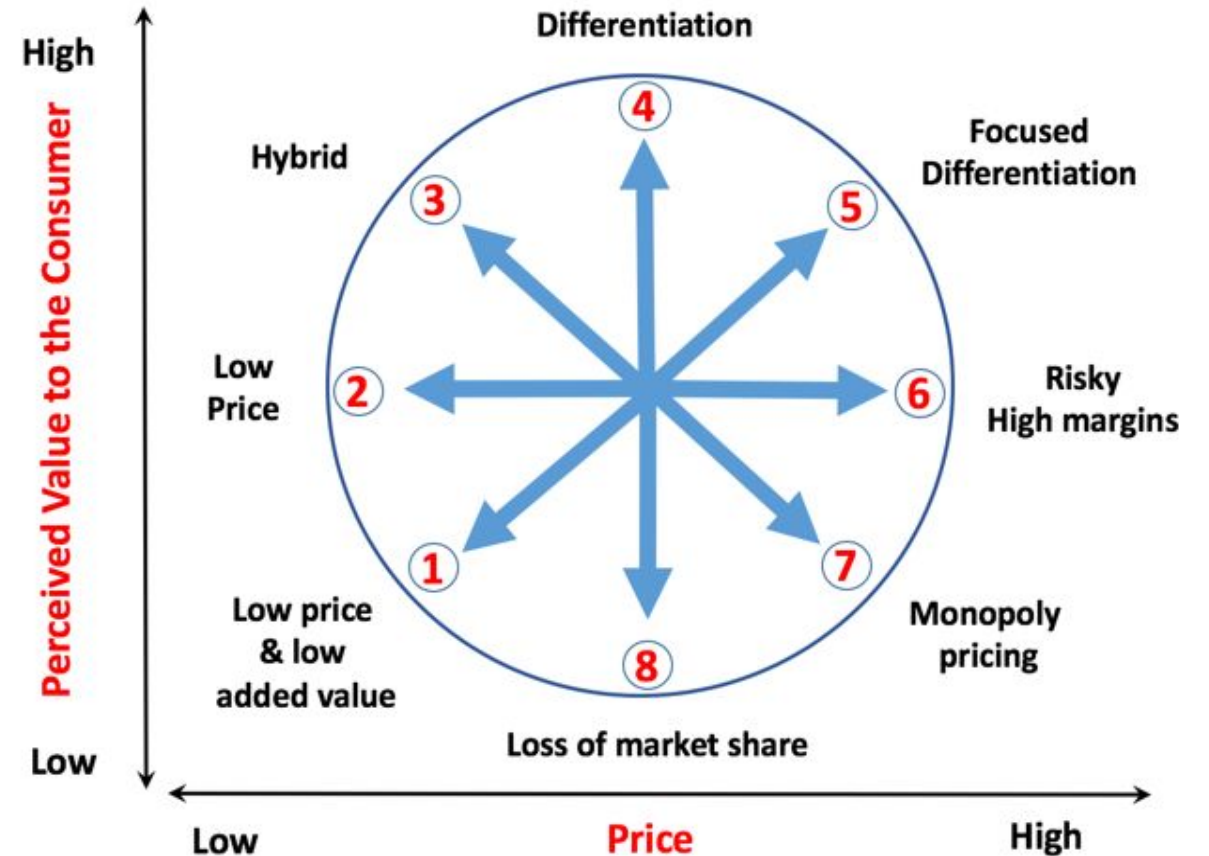 Differentiation
High
Focused
Differentiation
4
Hybrid
3
5
Perceived Value to the Consumer
Low
Price
2
6
Risky
High margins
1
7
Low price
& low
added value
Monopoly
pricing
8
Loss of market share
Low
Low
Price
High